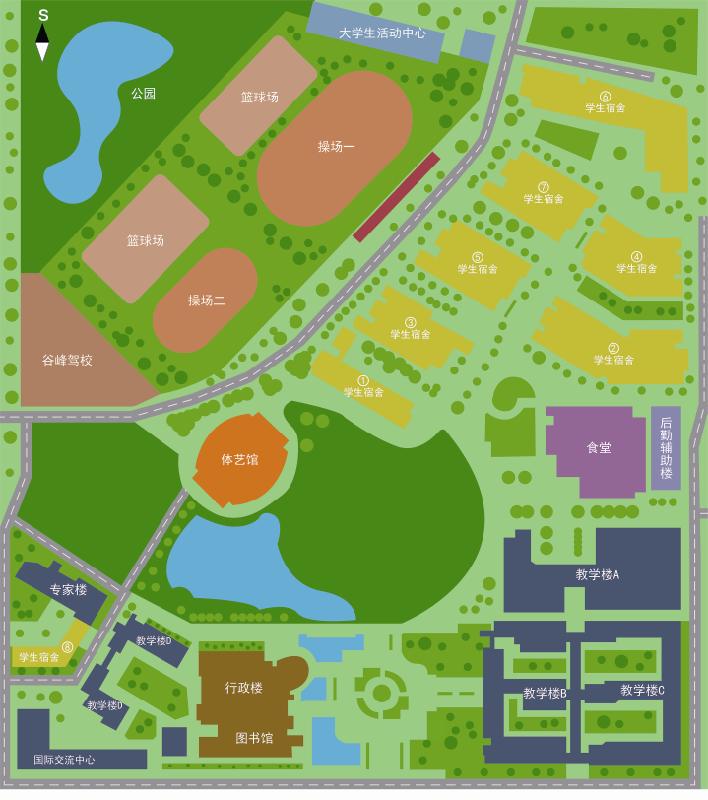 S
大学生活动中心
公园
篮球场
⑥
学生宿舍
操场一
⑦
学生宿舍
篮球场
⑤
学生宿舍
④
学生宿舍
操场二
③
学生宿舍
②
学生宿舍
谷峰驾校
①
学生宿舍
体艺馆
食堂
后勤辅助楼
教学楼A
专家楼
教学楼D
⑧
学生宿舍
行政楼
教学楼B
教学楼C
教学楼D
图书馆
国际交流中心